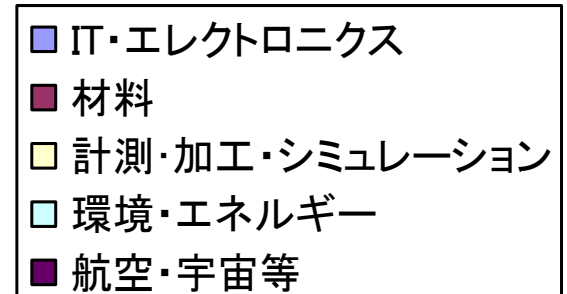 IT・エレクトロニクス
材料
計測･加工・シミュレーション
環境・エネルギー
航空・宇宙等